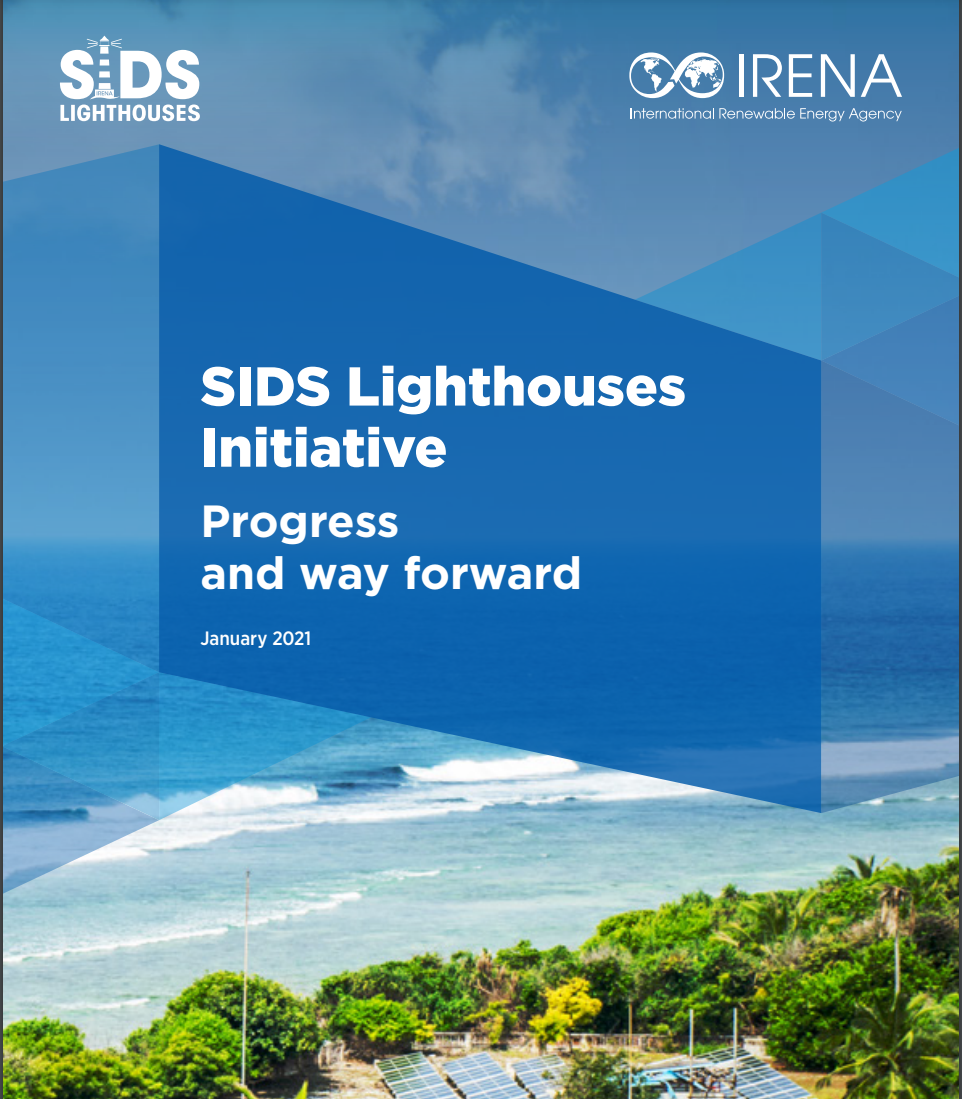 SIDS
IRENA
LIGHTHOUSES
IRENA
International Renewable Energy Agency
SIDS Lighthouses
Initiative
Progress
and way forward
January 2021